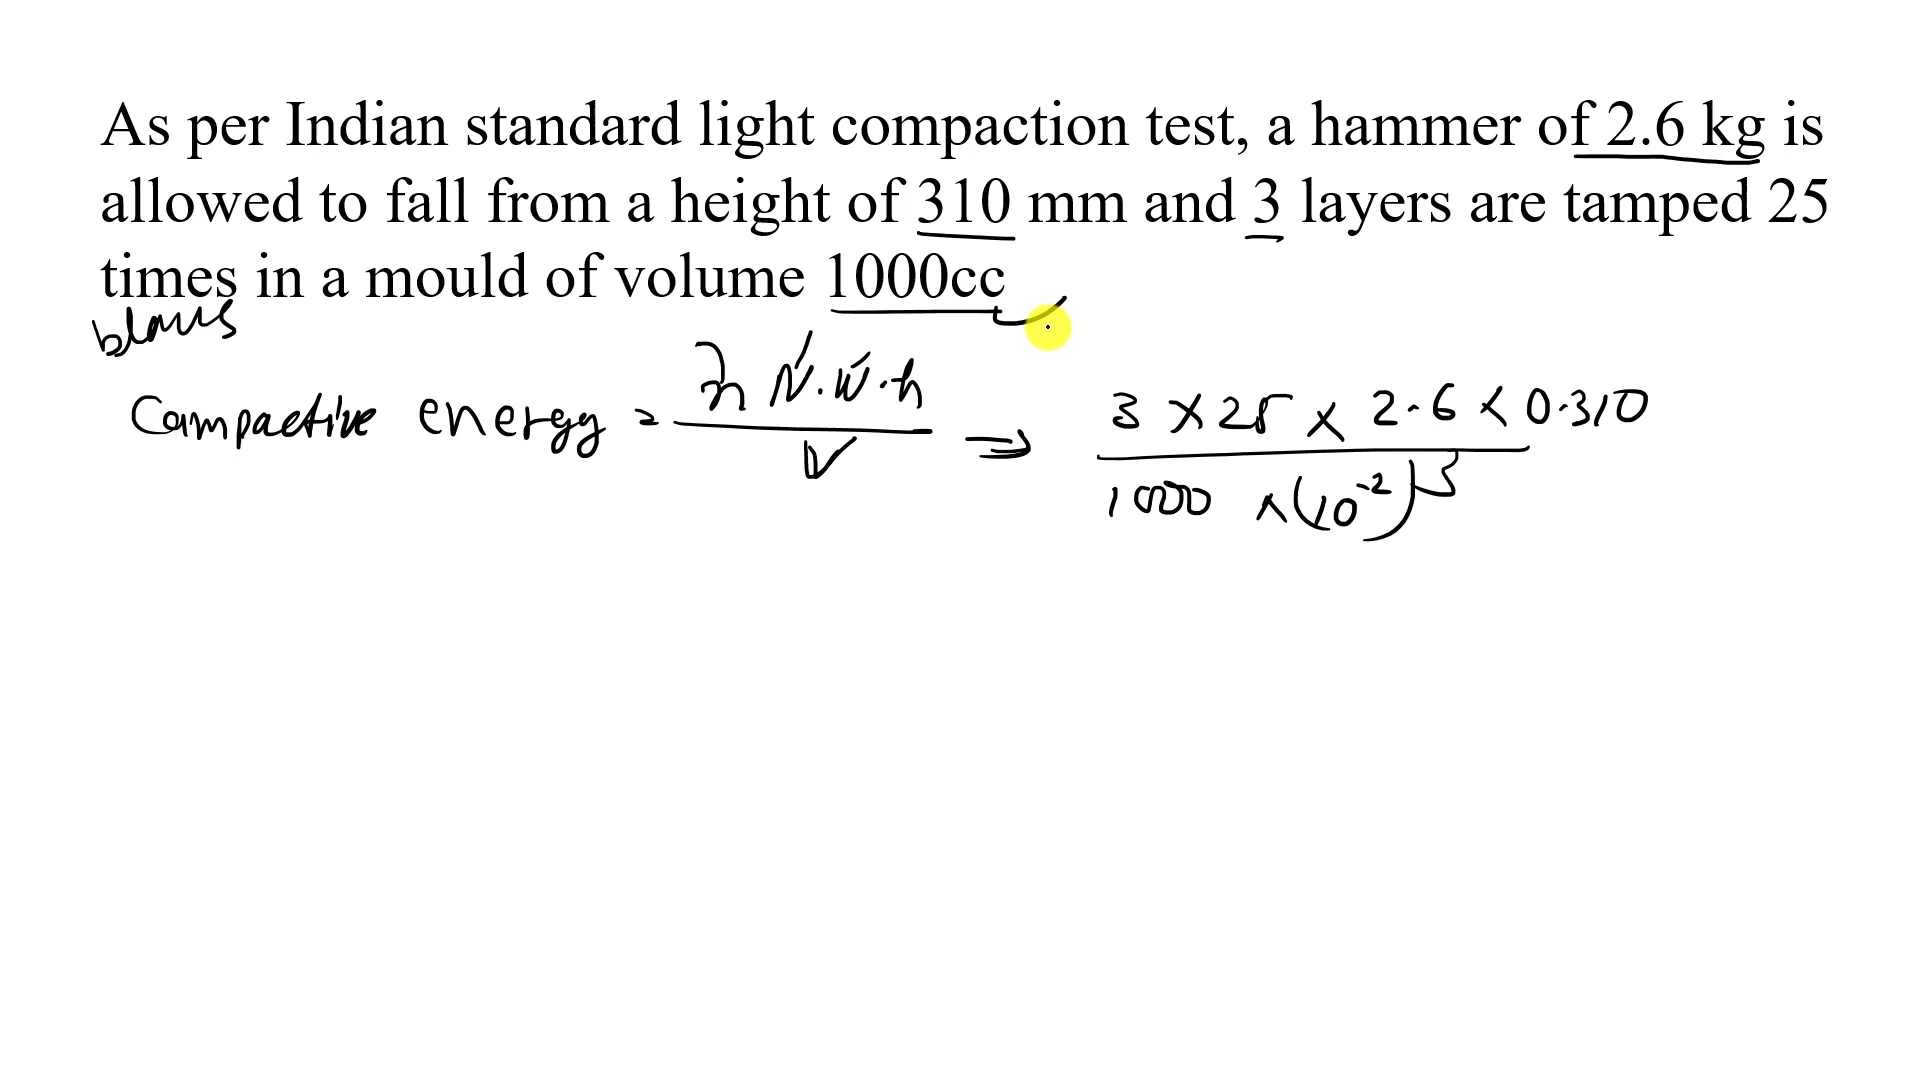 As per Indian standard light compaction test, a hammer of 2.6 kg is
allowed to fall from a height of 310 mm and 3 layers are tamped 25
times in a mould of volume 1000cc
blows
Compactive energy = n N.W.h / V ⇒ 3 × 25 × 2.6 × 0.310 / 1000 × (10⁻²)³